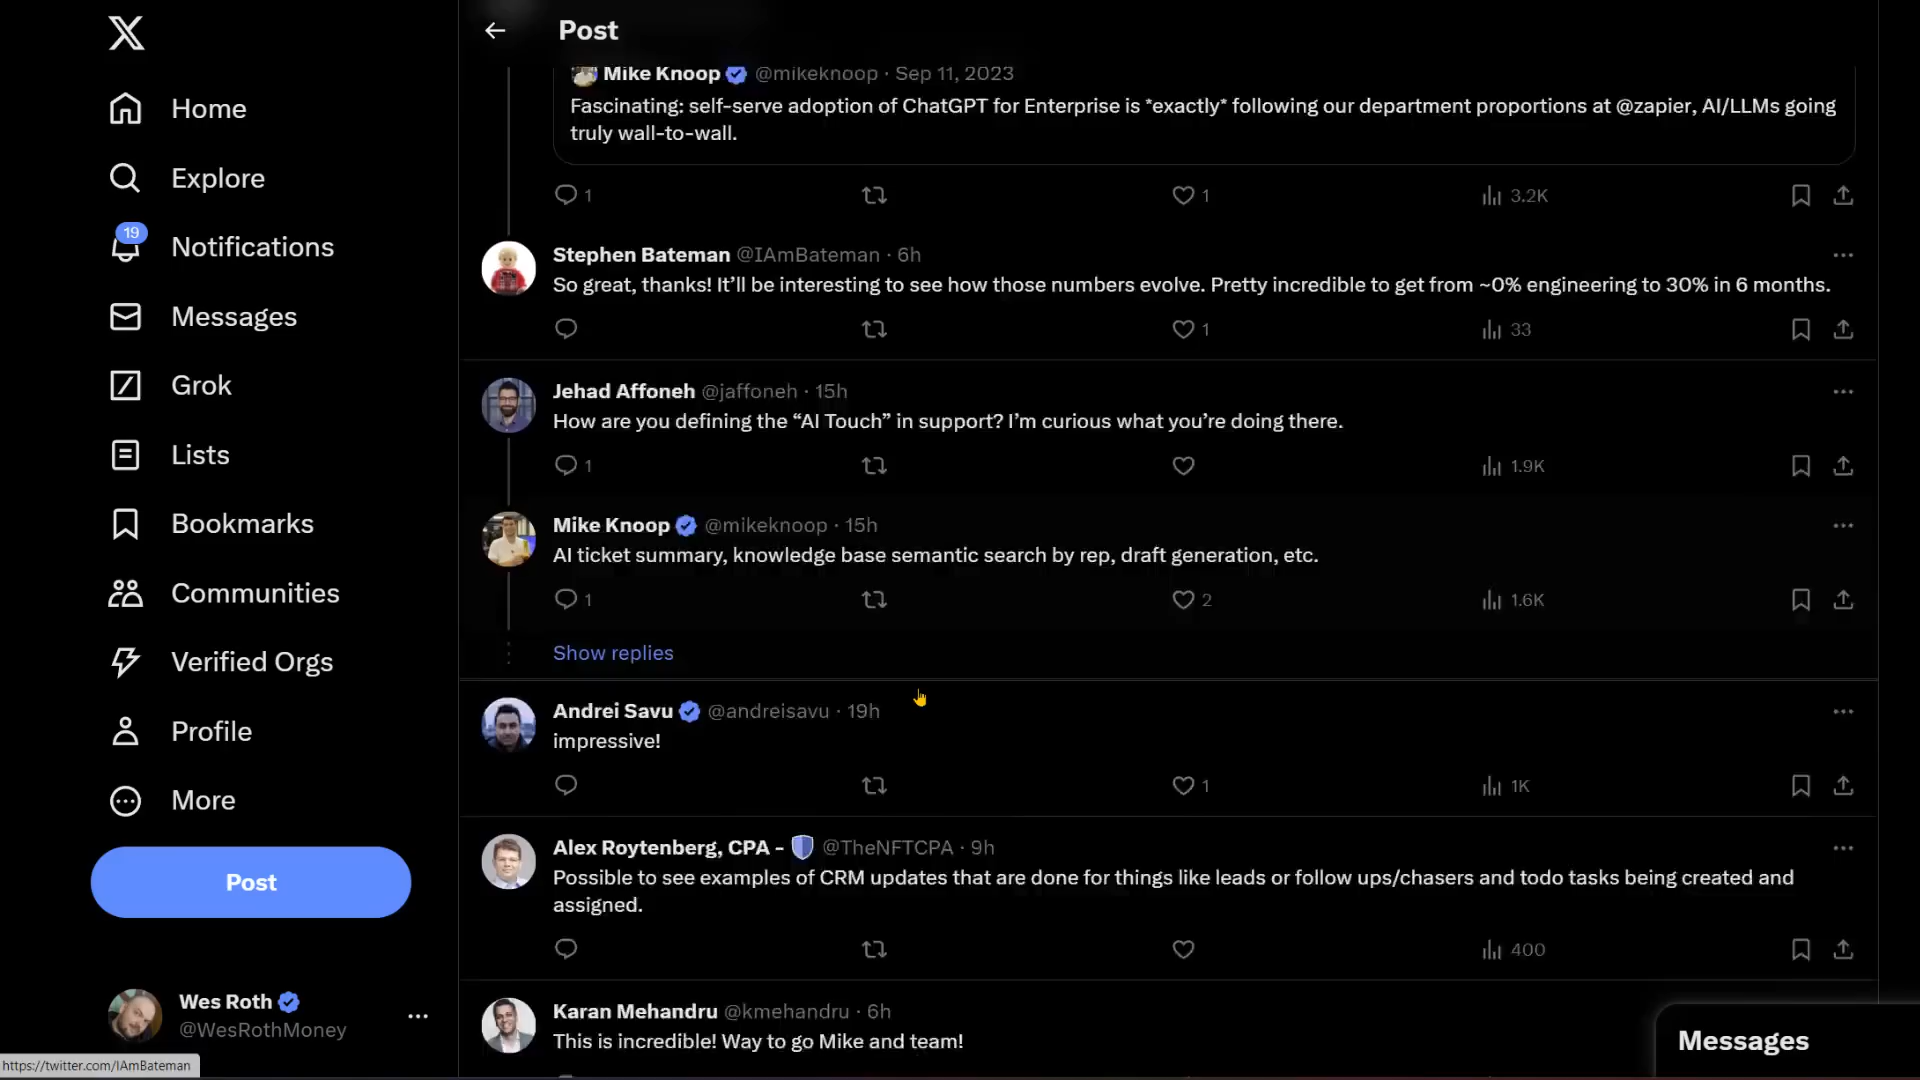 Post
Mike Knoop @mikeknoop · Sep 11, 2023
Fascinating: self-serve adoption of ChatGPT for Enterprise is *exactly* following our department proportions at @zapier, AI/LLMs going
truly wall-to-wall.
1 1 3.2K
Home
Explore
19
Notifications
Messages
Grok
Lists
Bookmarks
Communities
Verified Orgs
Profile
More
Post
Wes Roth
@WesRothMoney
https://twitter.com/IAmBateman
Stephen Bateman @IAmBateman · 6h
So great, thanks! It’ll be interesting to see how those numbers evolve. Pretty incredible to get from ~0% engineering to 30% in 6 months.
1 33
Jehad Affoneh @jaffoneh · 15h
How are you defining the “AI Touch” in support? I’m curious what you’re doing there.
1 1.9K
Mike Knoop @mikeknoop · 15h
AI ticket summary, knowledge base semantic search by rep, draft generation, etc.
1 2 1.6K
Show replies
Andrei Savu @andreisavu · 19h
impressive!
1 1K
Alex Roytenberg, CPA - @TheNFTCPA · 9h
Possible to see examples of CRM updates that are done for things like leads or follow ups/chasers and todo tasks being created and
assigned.
400
Karan Mehandru @kmehandru · 6h
This is incredible! Way to go Mike and team!
Messages